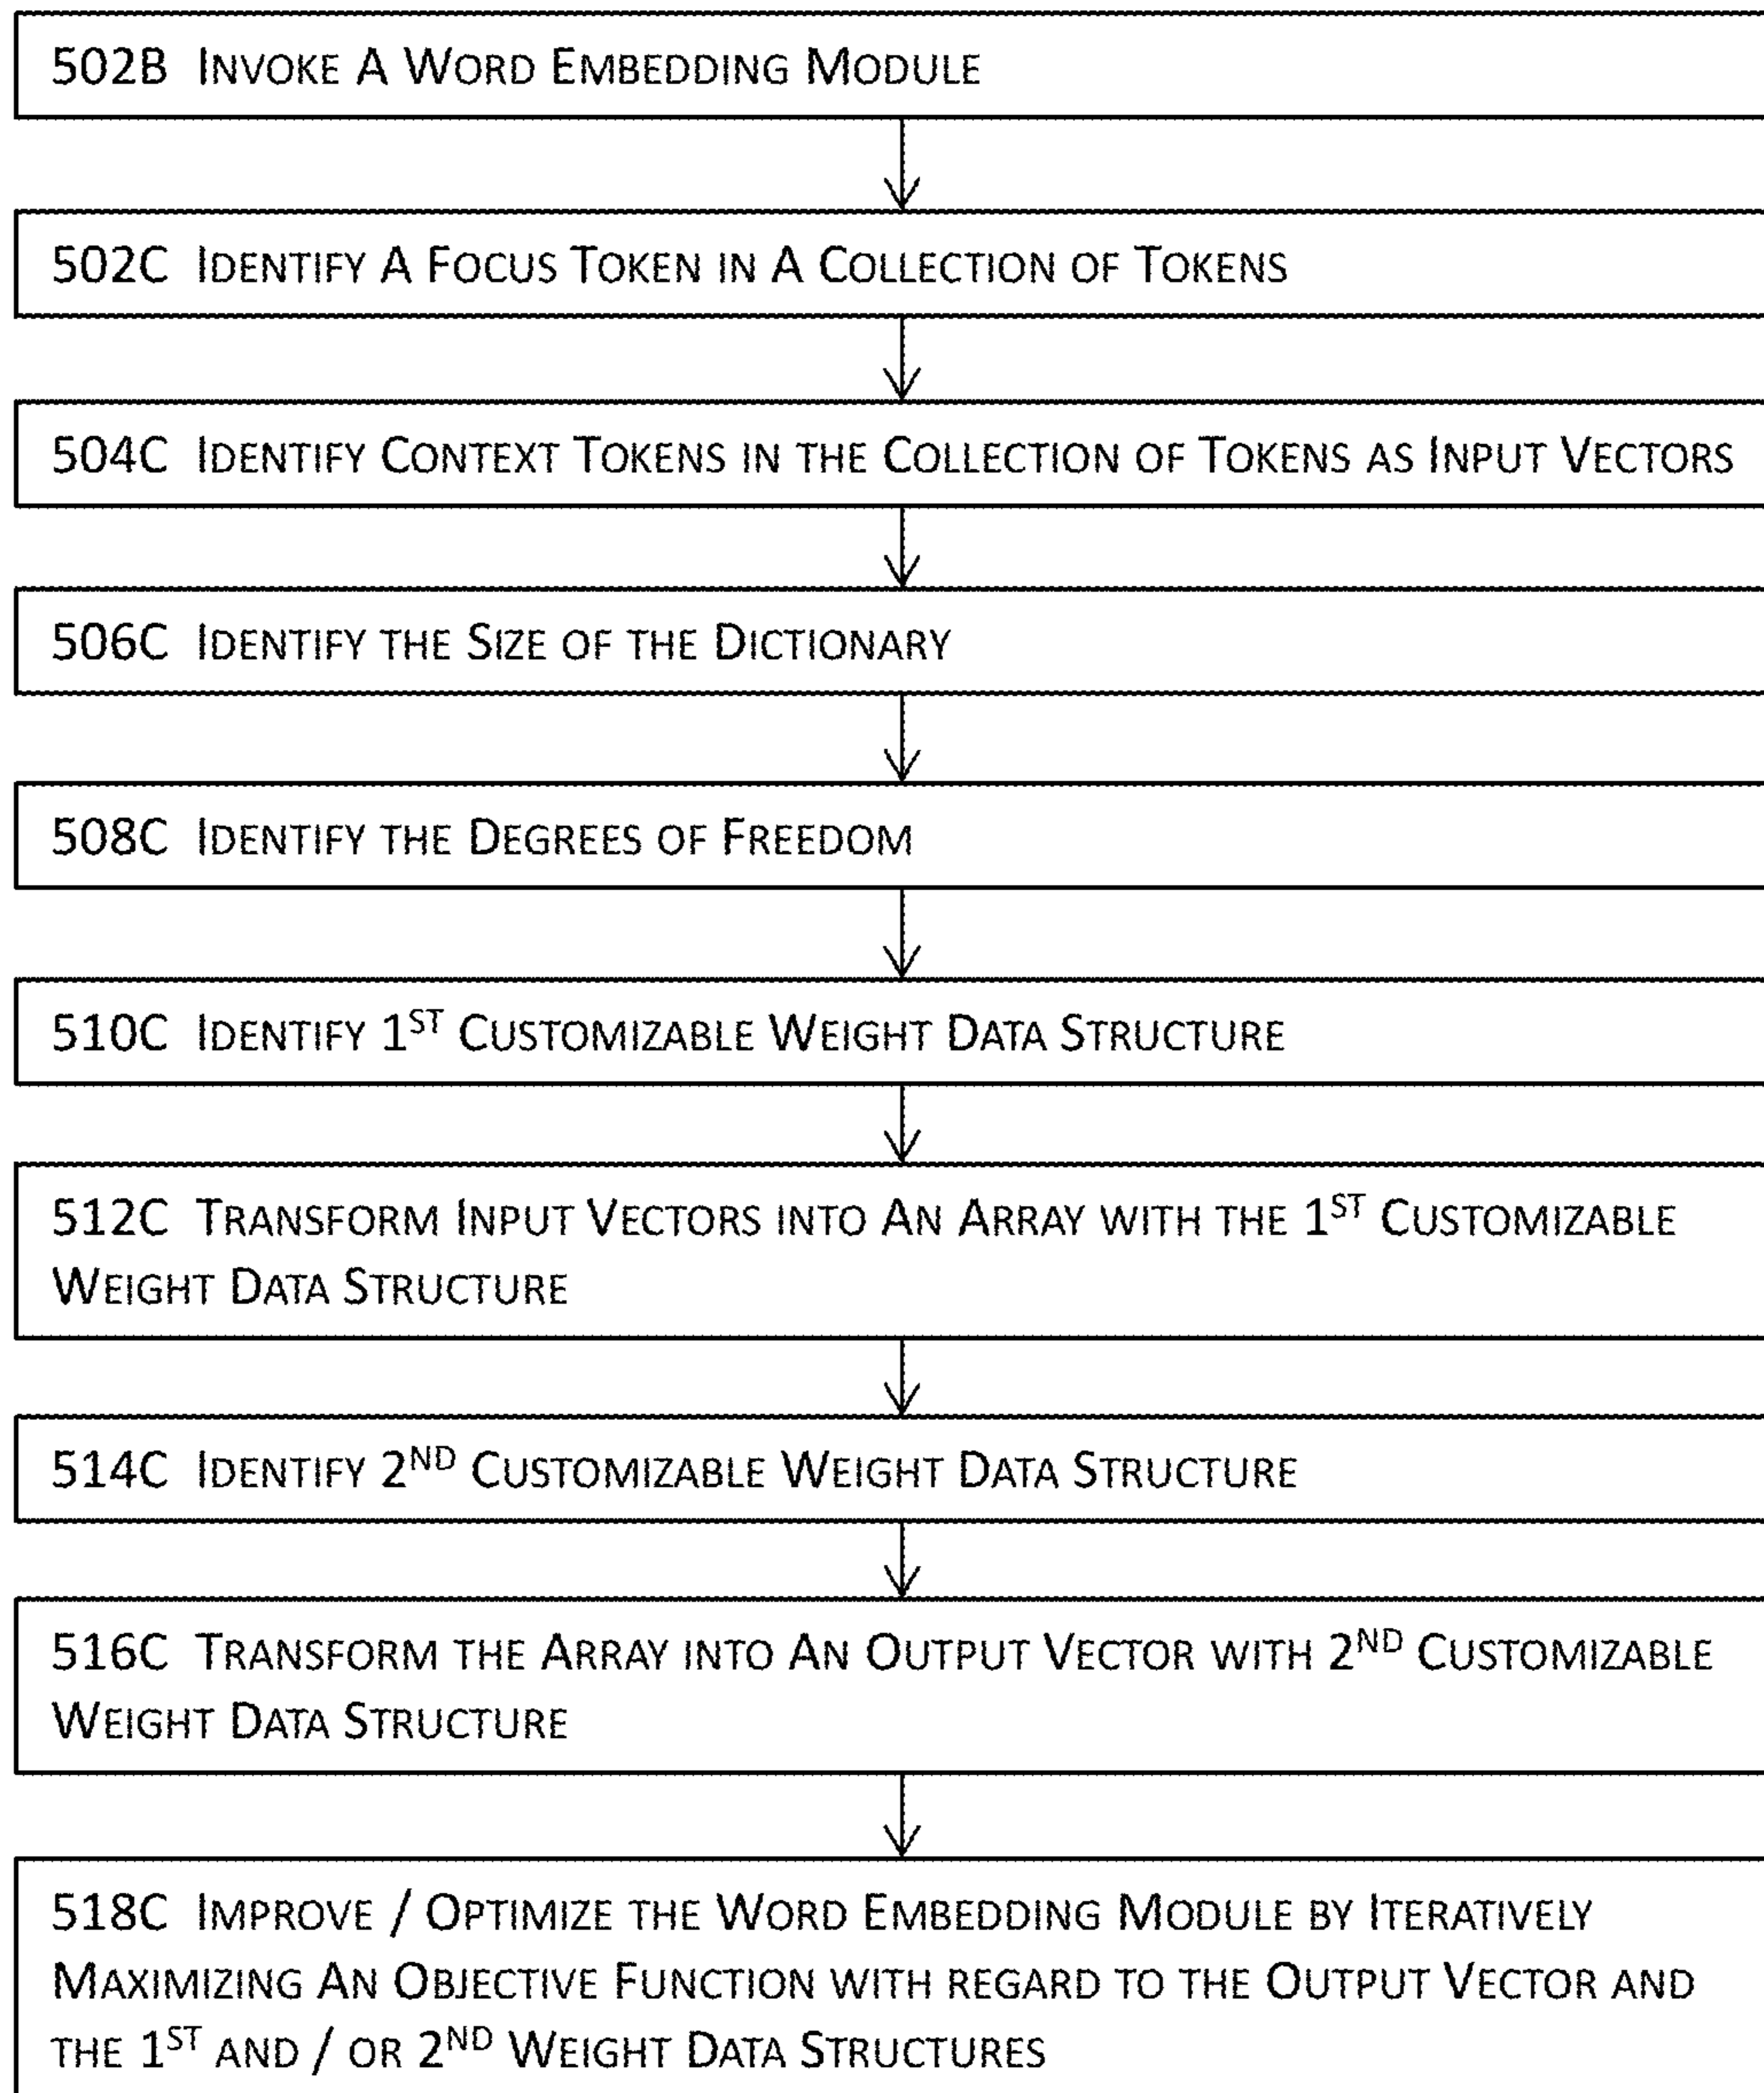 502B INVOKE A WORD EMBEDDING MODULE
502C IDENTIFY A FOCUS TOKEN IN A COLLECTION OF TOKENS
504C IDENTIFY CONTEXT TOKENS IN THE COLLECTION OF TOKENS AS INPUT VECTORS
506C IDENTIFY THE SIZE OF THE DICTIONARY
508C IDENTIFY THE DEGREES OF FREEDOM
510C IDENTIFY 1ST CUSTOMIZABLE WEIGHT DATA STRUCTURE
512C TRANSFORM INPUT VECTORS INTO AN ARRAY WITH THE 1ST CUSTOMIZABLE
WEIGHT DATA STRUCTURE
514C IDENTIFY 2ND CUSTOMIZABLE WEIGHT DATA STRUCTURE
516C TRANSFORM THE ARRAY INTO AN OUTPUT VECTOR WITH 2ND CUSTOMIZABLE
WEIGHT DATA STRUCTURE
518C IMPROVE / OPTIMIZE THE WORD EMBEDDING MODULE BY ITERATIVELY
MAXIMIZING AN OBJECTIVE FUNCTION WITH REGARD TO THE OUTPUT VECTOR AND
THE 1ST AND / OR 2ND WEIGHT DATA STRUCTURES